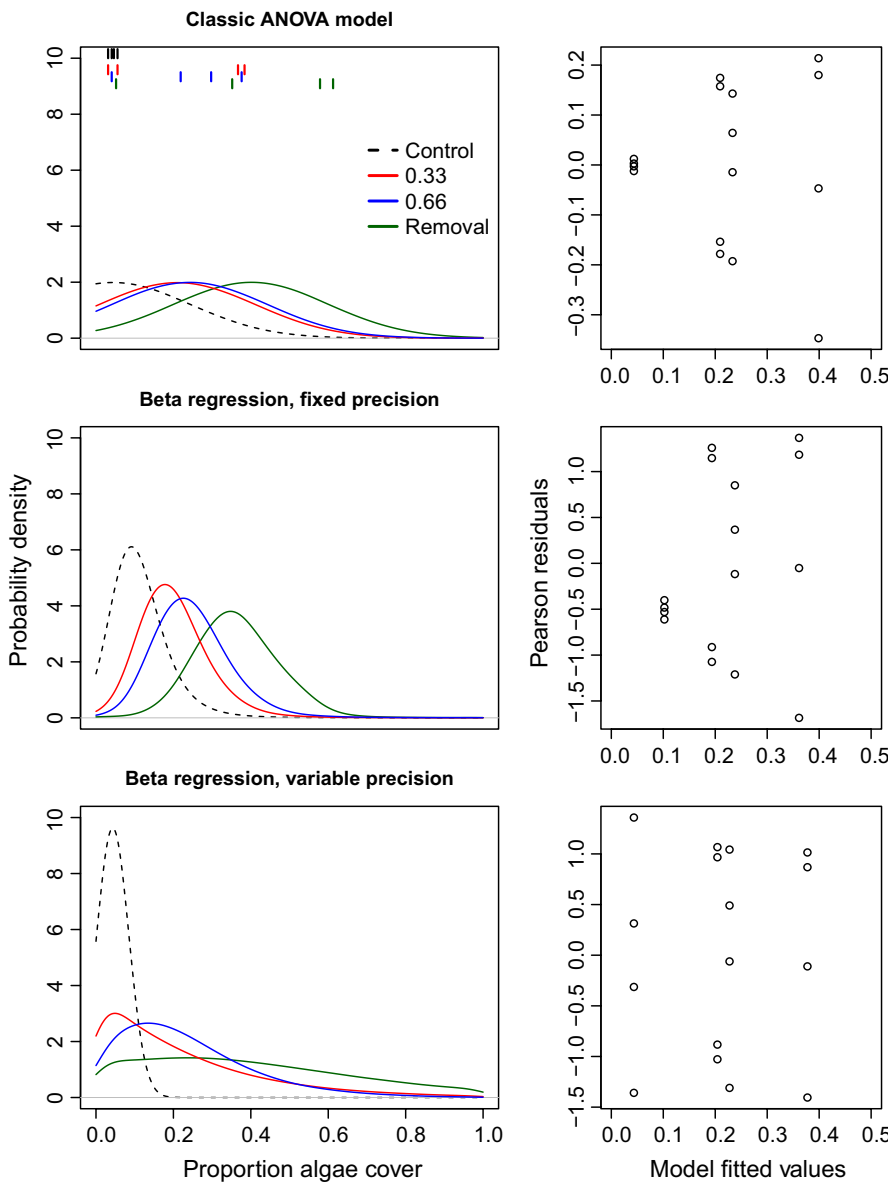 Classic ANOVA model
0 2 4 6 8 10
Control
0.33
0.66
Removal
−0.3 −0.2 −0.1 0.0 0.1 0.2
0.0 0.1 0.2 0.3 0.4 0.5
Beta regression, fixed precision
Probability density
0 2 4 6 8 10
Pearson residuals
−1.5 −1.0 −0.5 0.0 0.5 1.0
0.0 0.1 0.2 0.3 0.4 0.5
Beta regression, variable precision
0 2 4 6 8 10
0.0 0.2 0.4 0.6 0.8 1.0
Proportion algae cover
−1.5 −1.0 −0.5 0.0 0.5 1.0
0.0 0.1 0.2 0.3 0.4 0.5
Model fitted values